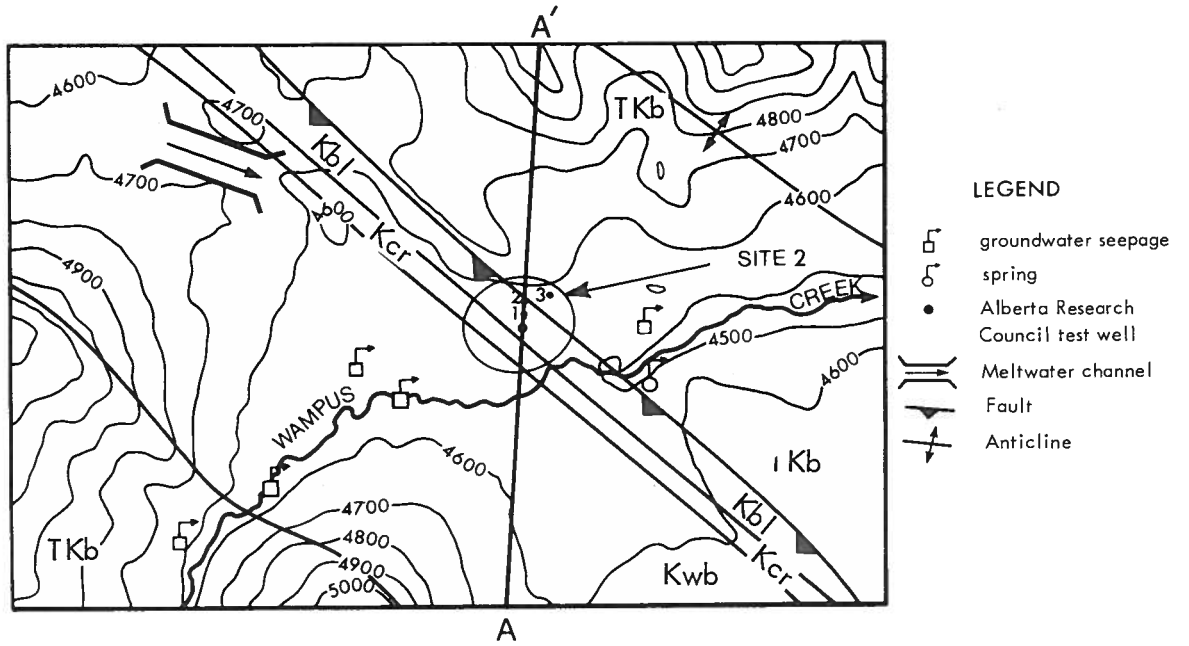 A′
4600
4700
TKb
4800
4700
Kbl
4700
4600
4600
Kcr
SITE 2
4900
2
3
1
CREEK
4500
4600
WAMPUS
4600
ıKb
4700
Kbl
TKb
4800
4900
Kcr
Kwb
5000
A
LEGEND
groundwater seepage
spring
Alberta Research
Council test well
Meltwater channel
Fault
Anticline